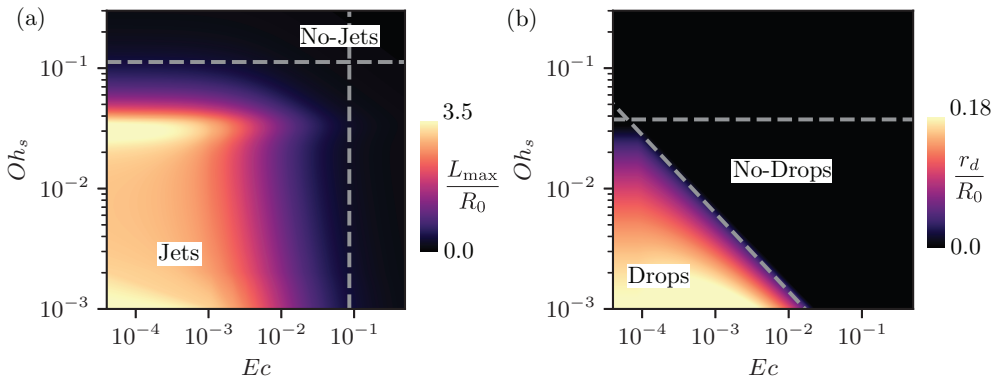 (a)
No-Jets
10⁻¹
Oh_s
10⁻²
Jets
10⁻³
10⁻⁴ 10⁻³ 10⁻² 10⁻¹
Ec
3.5
L_max
R_0
0.0
(b)
10⁻¹
Oh_s
10⁻²
No-Drops
Drops
10⁻³
10⁻⁴ 10⁻³ 10⁻² 10⁻¹
Ec
0.18
r_d
R_0
0.0